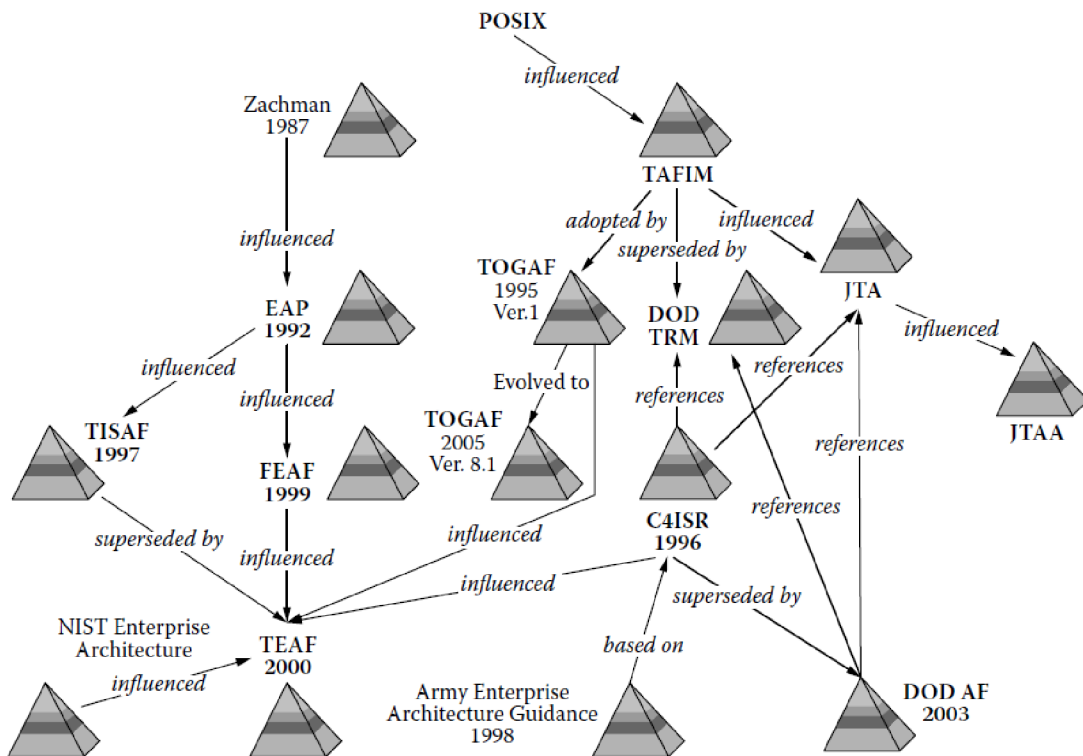 POSIX
influenced
Zachman
1987
TAFIM
adopted by
influenced
superseded by
influenced
TOGAF
1995
Ver.1
DOD
TRM
JTA
EAP
1992
influenced
influenced
references
Evolved to
influenced
references
TISAF
1997
TOGAF
2005
Ver. 8.1
JTAA
references
FEAF
1999
references
C4ISR
1996
superseded by
influenced
influenced
influenced
superseded by
NIST Enterprise
Architecture
TEAF
2000
based on
influenced
Army Enterprise
Architecture Guidance
1998
DOD AF
2003